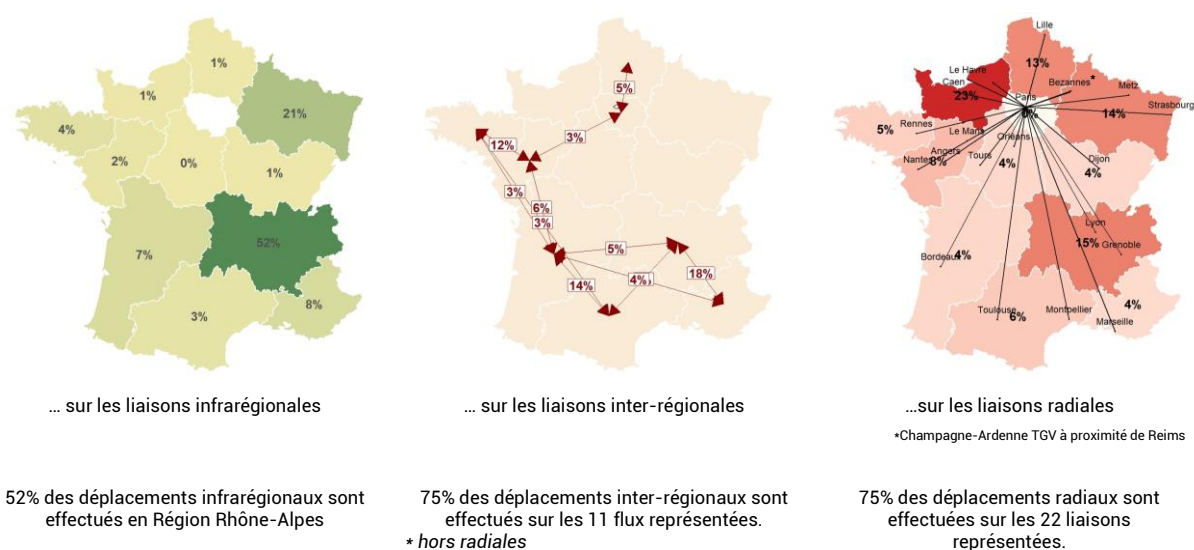 1%
1%
21%
4%
2%
0%
1%
52%
7%
8%
3%
... sur les liaisons infrarégionales
52% des déplacements infrarégionaux sont
effectués en Région Rhône-Alpes
5%
3%
12%
3%
6%
3%
5%
4%
18%
14%
... sur les liaisons inter-régionales
75% des déplacements inter-régionaux sont
effectués sur les 11 flux représentées.
* hors radiales
Lille
13%
Le Havre
Bezannes *
Caen
Metz
23%
Paris
Strasbourg
0%
14%
5%
Rennes
Le Mans
Orléans
Angers
Nantes
8%
Tours
4%
Dijon
4%
Lyon
15%
Grenoble
Bordeaux
4%
4%
Toulouse
6%
Montpellier
Marseille
...sur les liaisons radiales
*Champagne-Ardenne TGV à proximité de Reims
75% des déplacements radiaux sont
effectuées sur les 22 liaisons
représentées.